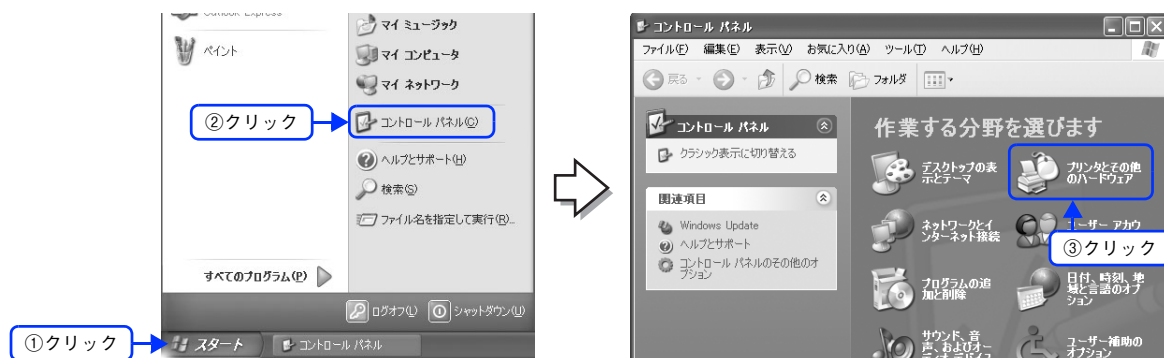 Outlook Express
ペイント
すべてのプログラム(P)
マイ ミュージック
マイ コンピュータ
マイ ネットワーク
②クリック
コントロール パネル(C)
ヘルプとサポート(H)
検索(S)
ファイル名を指定して実行(R)...
ログオフ(L)
シャットダウン(U)
①クリック
スタート
コントロール パネル
コントロール パネル
ファイル(F) 編集(E) 表示(V) お気に入り(A) ツール(T) ヘルプ(H)
戻る
検索
フォルダ
コントロール パネル
クラシック表示に切り替える
関連項目
Windows Update
ヘルプとサポート
コントロール パネルのその他のオ
プション
作業する分野を選びます
デスクトップの表
示とテーマ
プリンタとその他
のハードウェア
ネットワークとイ
ンターネット接続
ユーザー アカウ
③クリック
プログラムの追
加と削除
日付、時刻、地
域と言語のオプ
ション
サウンド、音
声、およびオー
ユーザー補助の
オプション